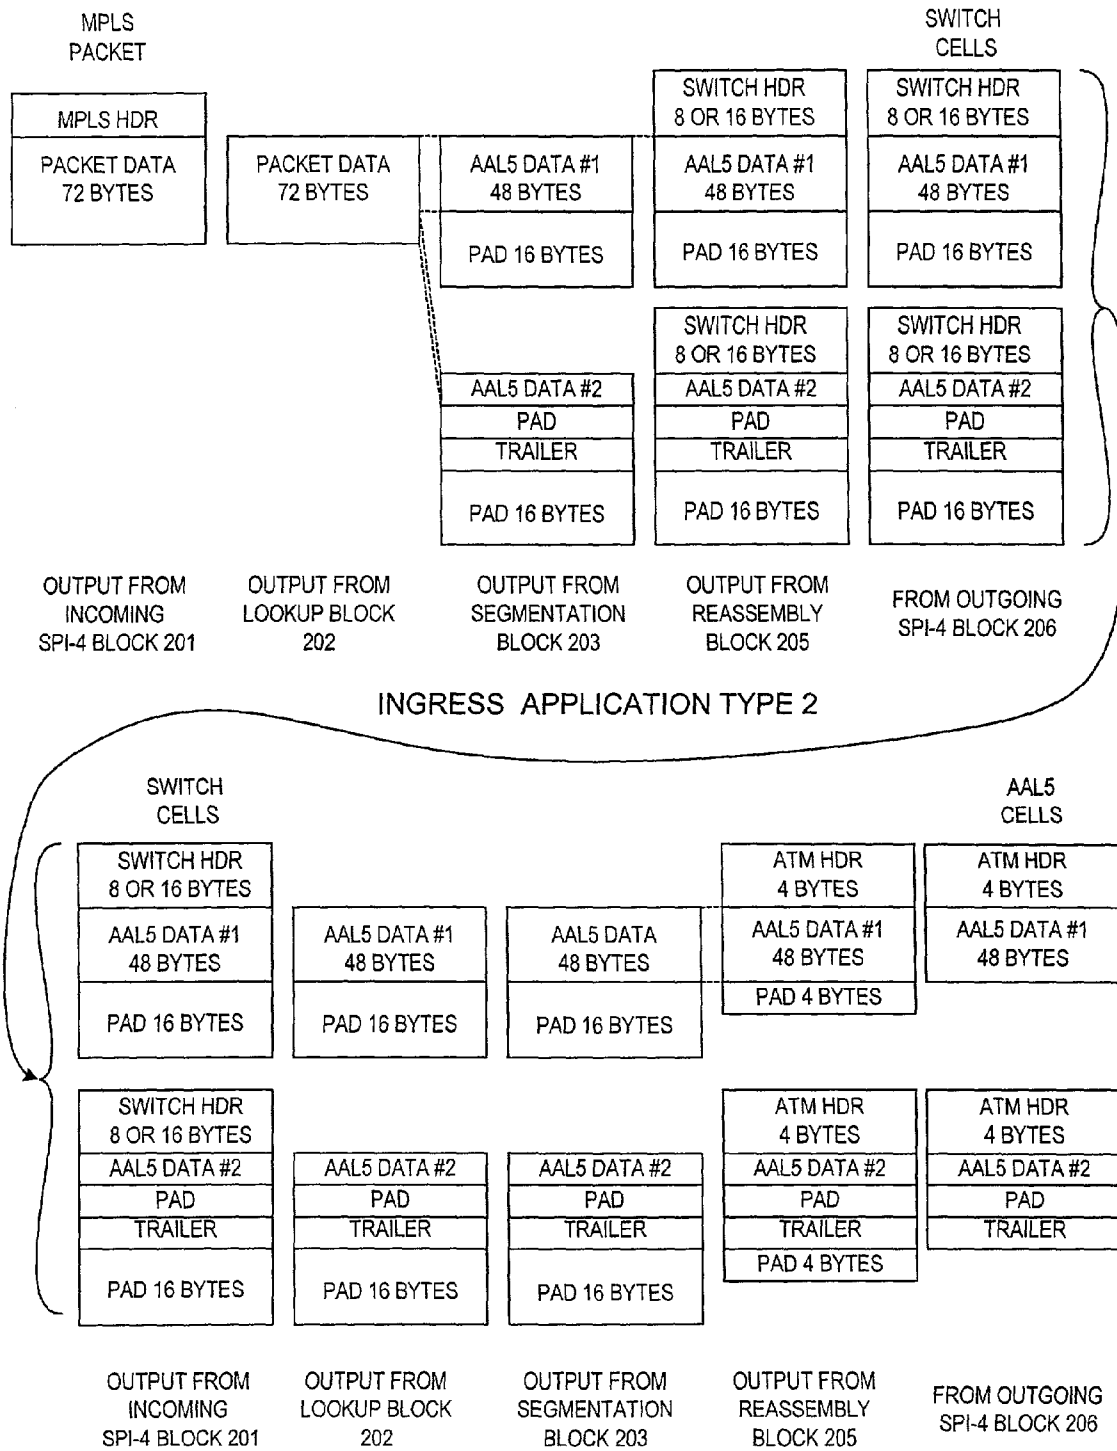 MPLS
PACKET
SWITCH
CELLS
MPLS HDR
PACKET DATA
72 BYTES
PACKET DATA
72 BYTES
AAL5 DATA #1
48 BYTES
PAD 16 BYTES
SWITCH HDR
8 OR 16 BYTES
AAL5 DATA #1
48 BYTES
PAD 16 BYTES
SWITCH HDR
8 OR 16 BYTES
AAL5 DATA #1
48 BYTES
PAD 16 BYTES
AAL5 DATA #2
PAD
TRAILER
PAD 16 BYTES
SWITCH HDR
8 OR 16 BYTES
AAL5 DATA #2
PAD
TRAILER
PAD 16 BYTES
SWITCH HDR
8 OR 16 BYTES
AAL5 DATA #2
PAD
TRAILER
PAD 16 BYTES
OUTPUT FROM
INCOMING
SPI-4 BLOCK 201
OUTPUT FROM
LOOKUP BLOCK
202
OUTPUT FROM
SEGMENTATION
BLOCK 203
OUTPUT FROM
REASSEMBLY
BLOCK 205
FROM OUTGOING
SPI-4 BLOCK 206
INGRESS APPLICATION TYPE 2
SWITCH
CELLS
AAL5
CELLS
SWITCH HDR
8 OR 16 BYTES
AAL5 DATA #1
48 BYTES
PAD 16 BYTES
AAL5 DATA #1
48 BYTES
PAD 16 BYTES
AAL5 DATA
48 BYTES
PAD 16 BYTES
ATM HDR
4 BYTES
AAL5 DATA #1
48 BYTES
PAD 4 BYTES
ATM HDR
4 BYTES
AAL5 DATA #1
48 BYTES
SWITCH HDR
8 OR 16 BYTES
AAL5 DATA #2
PAD
TRAILER
PAD 16 BYTES
AAL5 DATA #2
PAD
TRAILER
PAD 16 BYTES
AAL5 DATA #2
PAD
TRAILER
PAD 16 BYTES
ATM HDR
4 BYTES
AAL5 DATA #2
PAD
TRAILER
PAD 4 BYTES
ATM HDR
4 BYTES
AAL5 DATA #2
PAD
TRAILER
OUTPUT FROM
INCOMING
SPI-4 BLOCK 201
OUTPUT FROM
LOOKUP BLOCK
202
OUTPUT FROM
SEGMENTATION
BLOCK 203
OUTPUT FROM
REASSEMBLY
BLOCK 205
FROM OUTGOING
SPI-4 BLOCK 206